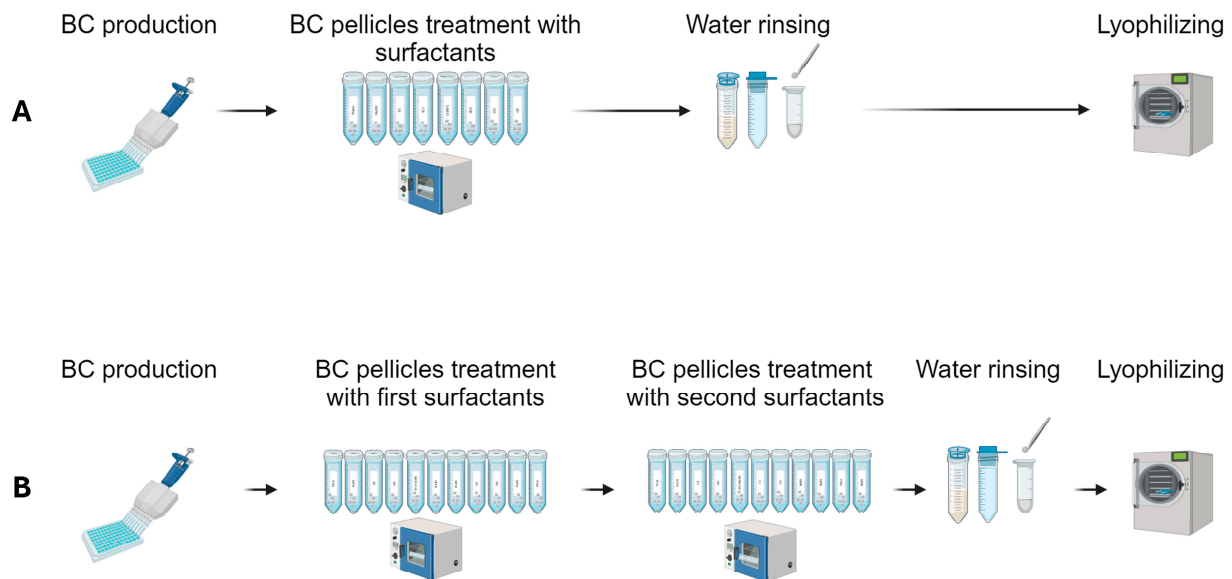 BC production
BC pellicles treatment with
surfactants
Water rinsing
Lyophilizing
A
BC production
BC pellicles treatment
with first surfactants
BC pellicles treatment
with second surfactants
Water rinsing
Lyophilizing
B